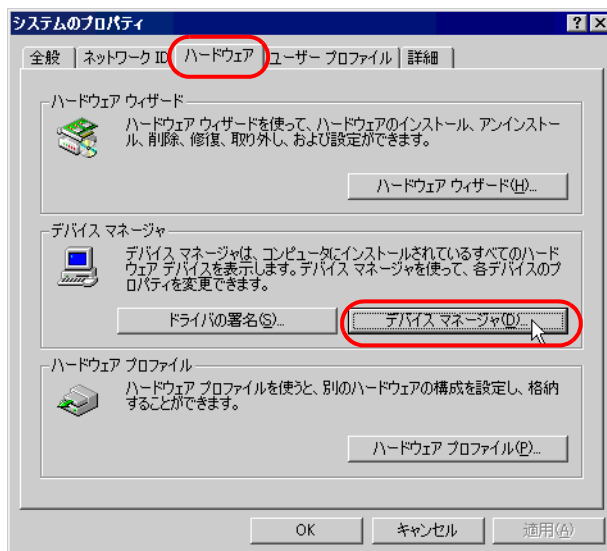 システムのプロパティ
全般 ネットワーク ID ハードウェア ユーザー プロファイル 詳細
ハードウェア ウィザード
ハードウェア ウィザードを使って、ハードウェアのインストール、アンインストー
ル、削除、修復、取り外し、および設定ができます。
ハードウェア ウィザード(H)...
デバイス マネージャ
デバイス マネージャは、コンピュータにインストールされているすべてのハード
ウェア デバイスを表示します。デバイス マネージャを使って、各デバイスのプ
ロパティを変更できます。
ドライバの署名(S)...
デバイス マネージャ(D)...
ハードウェア プロファイル
ハードウェア プロファイルを使うと、別のハードウェアの構成を設定し、格納
することができます。
ハードウェア プロファイル(P)...
OK キャンセル 適用(A)